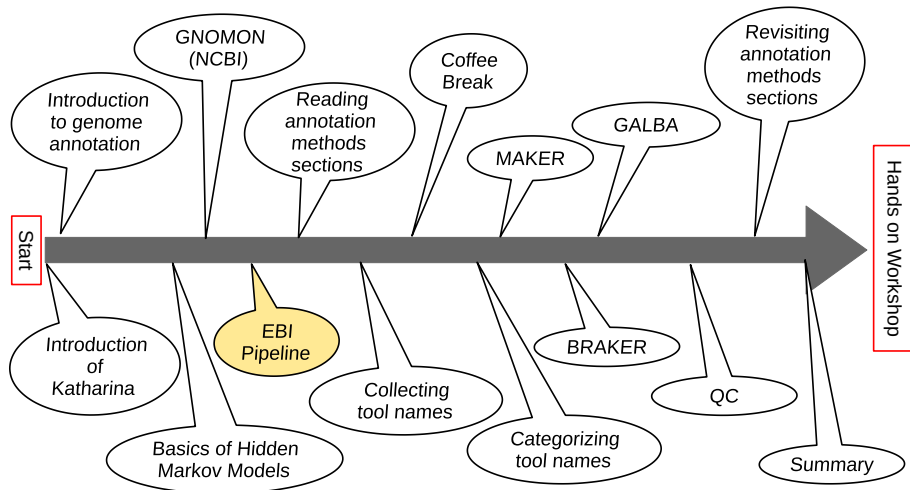 Start
Introduction
of
Katharina
Introduction
to genome
annotation
Basics of Hidden
Markov Models
GNOMON
(NCBI)
EBI
Pipeline
Reading
annotation
methods
sections
Collecting
tool names
Coffee
Break
Categorizing
tool names
MAKER
BRAKER
GALBA
QC
Revisiting
annotation
methods
sections
Summary
Hands on Workshop